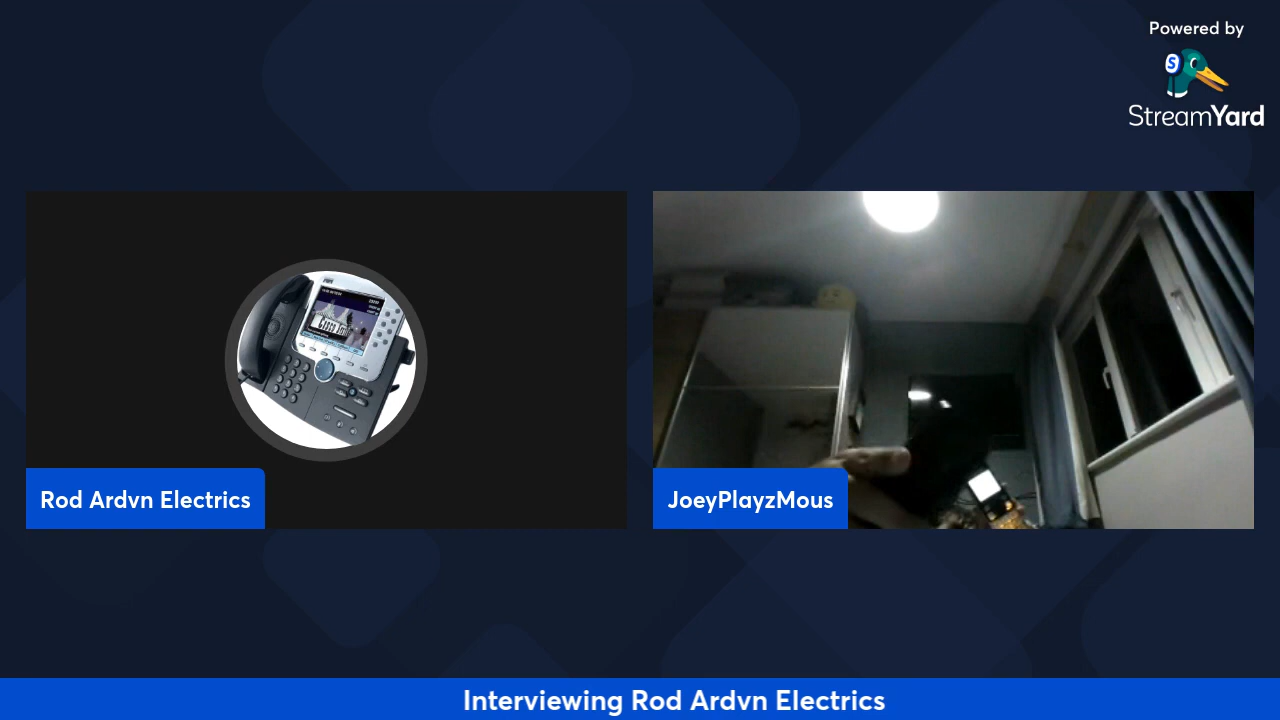 Powered by
S
StreamYard
Rod Ardvn Electrics
JoeyPlayzMous
Interviewing Rod Ardvn Electrics